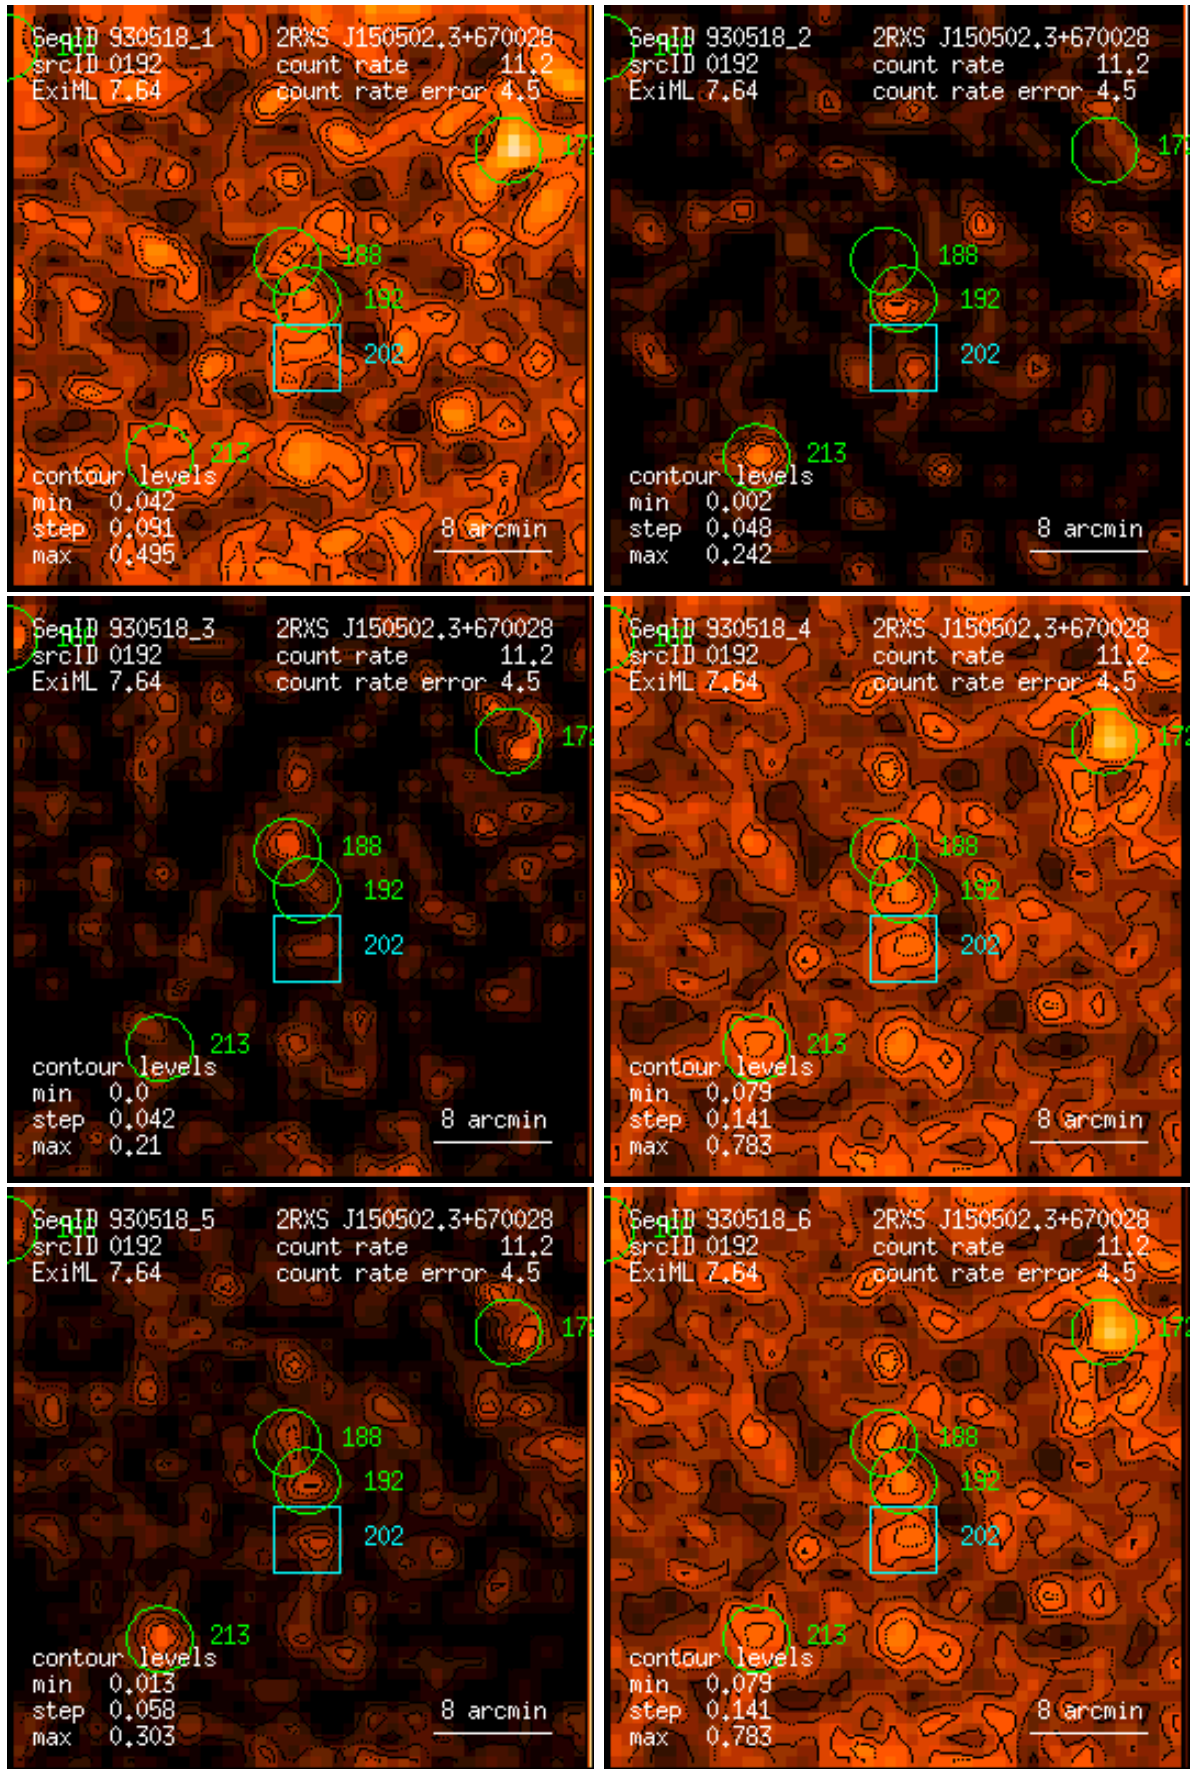 SeqID 930518_1 2RXS J150502.3+670028
srcID 0192 count rate 11.2
ExiML 7.64 count rate error 4.5
172
188
192
202
213
contour levels
min 0.042
step 0.091 8 arcmin
max 0.495
SeqID 930518_2 2RXS J150502.3+670028
srcID 0192 count rate 11.2
ExiML 7.64 count rate error 4.5
188
192
202
213
contour levels
min 0.002
step 0.048 8 arcmin
max 0.242
SeqID 930518_3 2RXS J150502.3+670028
srcID 0192 count rate 11.2
ExiML 7.64 count rate error 4.5
172
188
192
202
213
contour levels
min 0.0
step 0.042 8 arcmin
max 0.21
SeqID 930518_4 2RXS J150502.3+670028
srcID 0192 count rate 11.2
ExiML 7.64 count rate error 4.5
172
188
192
202
213
contour levels
min 0.079
step 0.141 8 arcmin
max 0.783
SeqID 930518_5 2RXS J150502.3+670028
srcID 0192 count rate 11.2
ExiML 7.64 count rate error 4.5
172
188
192
202
213
contour levels
min 0.013
step 0.058 8 arcmin
max 0.303
SeqID 930518_6 2RXS J150502.3+670028
srcID 0192 count rate 11.2
ExiML 7.64 count rate error 4.5
172
188
192
202
213
contour levels
min 0.079
step 0.141 8 arcmin
max 0.783